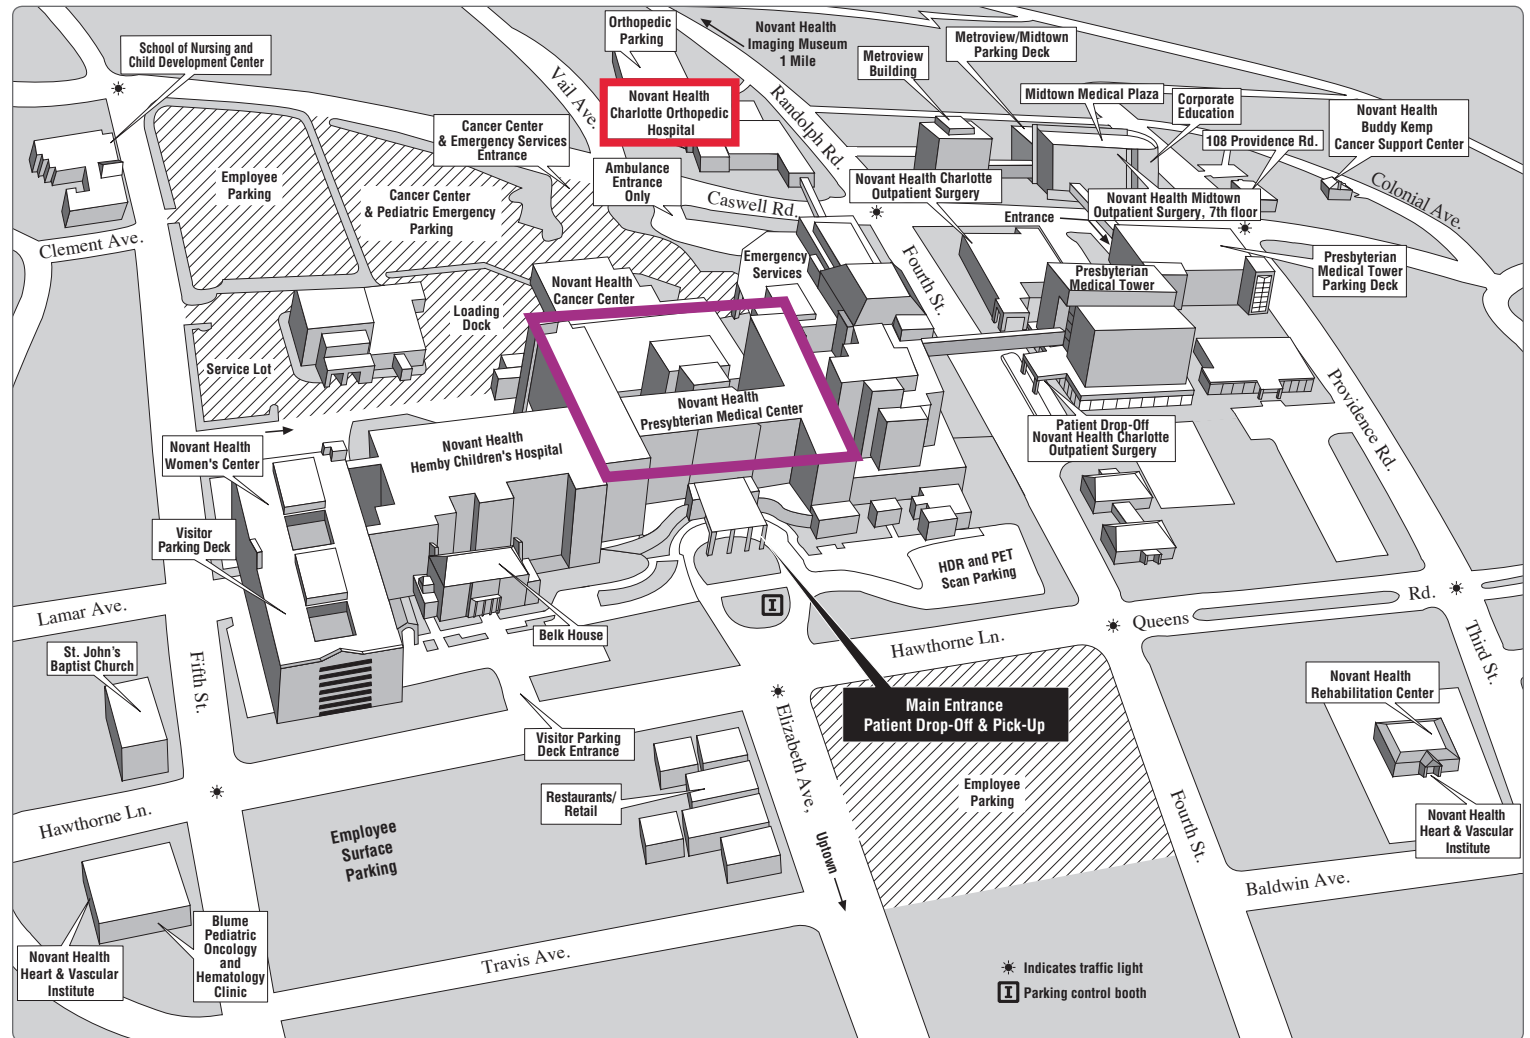 Orthopedic
Parking
Novant Health
Imaging Museum
1 Mile
Metroview/Midtown
Parking Deck
School of Nursing and
Child Development Center
Metroview
Building
Vail Ave.
Novant Health
Charlotte Orthopedic
Hospital
Randolph Rd.
Midtown Medical Plaza
Corporate
Education
Novant Health
Buddy Kemp
Cancer Support Center
108 Providence Rd.
Cancer Center
& Emergency Services
Entrance
Employee
Parking
Ambulance
Entrance
Only
Novant Health Charlotte
Outpatient Surgery
Colonial Ave.
Cancer Center
& Pediatric Emergency
Parking
Caswell Rd.
Entrance
Novant Health Midtown
Outpatient Surgery, 7th floor
Clement Ave.
Fourth St.
Emergency
Services
Presbyterian
Medical Tower
Parking Deck
Presbyterian
Medical Tower
Novant Health
Cancer Center
Loading
Dock
Service Lot
Novant Health
Presybterian Medical Center
Providence Rd.
Novant Health
Hemby Children's Hospital
Novant Health
Women's Center
Patient Drop-Off
Novant Health Charlotte
Outpatient Surgery
Visitor
Parking Deck
HDR and PET
Scan Parking
Lamar Ave.
I
Rd.
Queens
Belk House
Hawthorne Ln.
Third St.
St. John's
Baptist Church
Fifth St.
Novant Health
Rehabilitation Center
Main Entrance
Patient Drop-Off & Pick-Up
Elizabeth Ave,
Visitor Parking
Deck Entrance
Restaurants/
Retail
Employee
Parking
Fourth St.
Hawthorne Ln.
Employee
Surface
Parking
Uptown
Novant Health
Heart & Vascular
Institute
Baldwin Ave.
Blume
Pediatric
Oncology
and
Hematology
Clinic
Novant Health
Heart & Vascular
Institute
Travis Ave.
Indicates traffic light
I Parking control booth